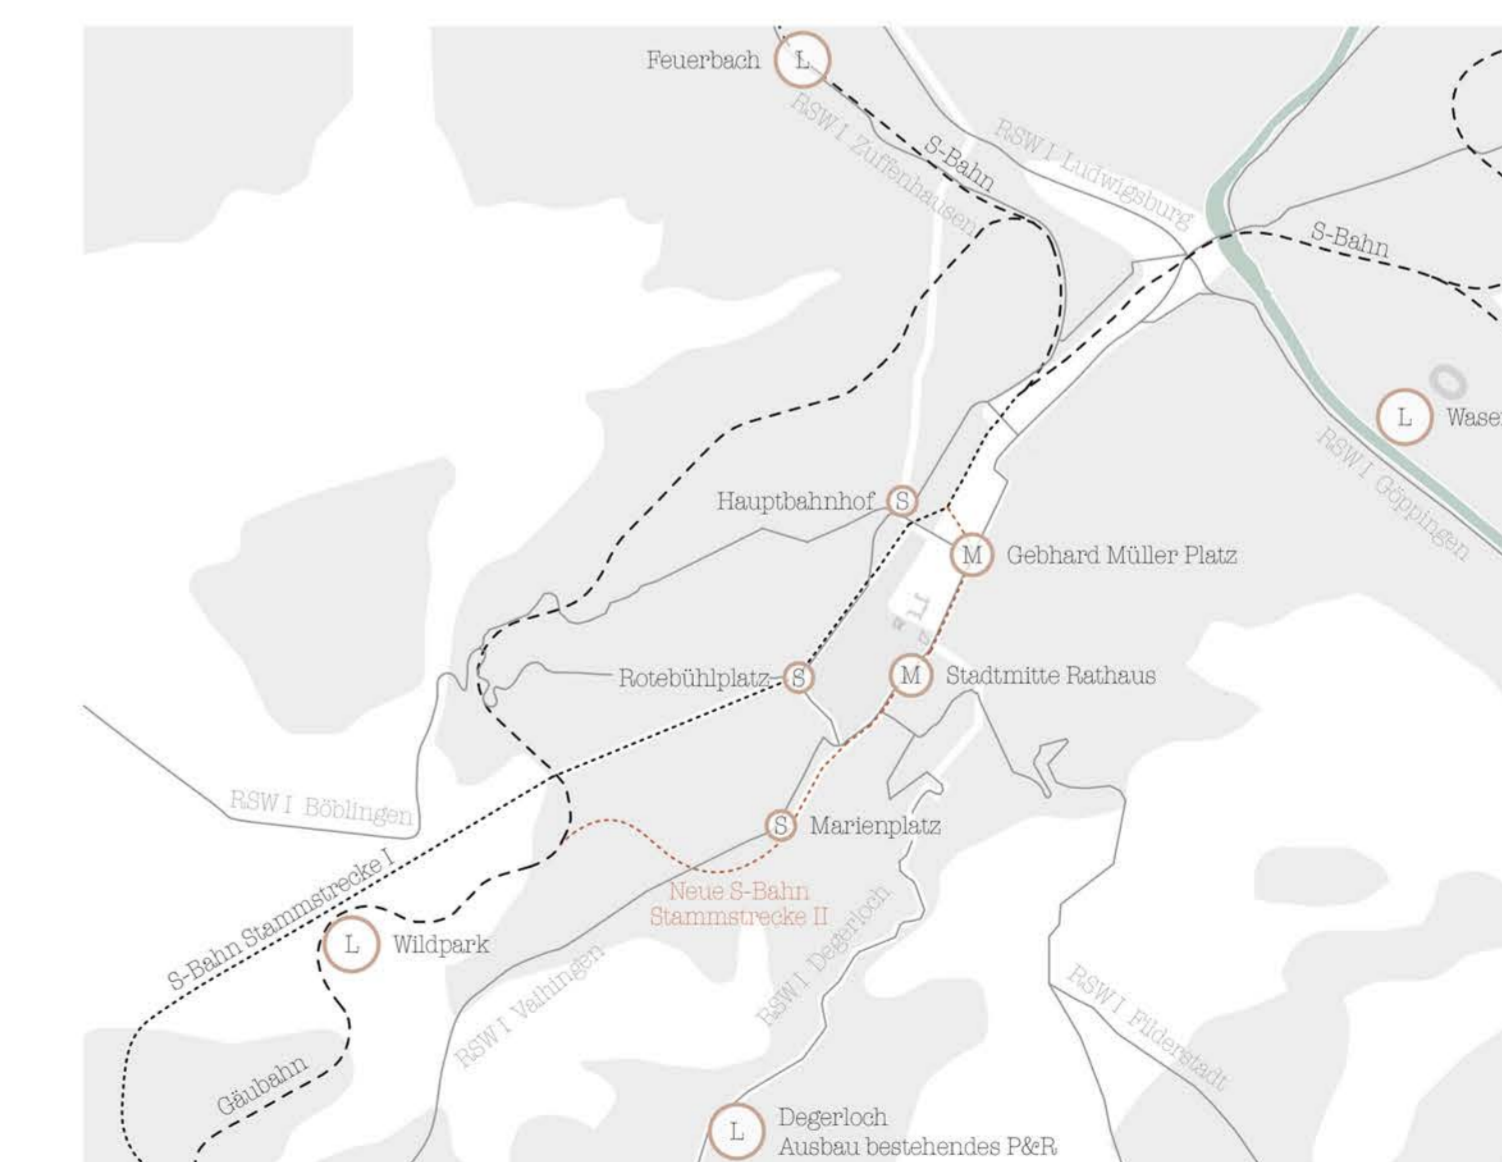 Feuerbach
L
RSW I Zuffenhausen
S-Bahn
RSW I Ludwigsburg
S-Bahn
L
RSW I Göppingen
Hauptbahnhof
S
M
Gebhard Müller Platz
Rotebühlplatz
S
M
Stadtmitte Rathaus
RSW I Böblingen
S
Marienplatz
S-Bahn Stammstrecke I
Neue S-Bahn
Stammstrecke II
L
Wildpark
RSW I Vaihingen
RSW I Degerloch
RSW I Filderstadt
Gäubahn
L
Degerloch
Ausbau bestehendes P&R